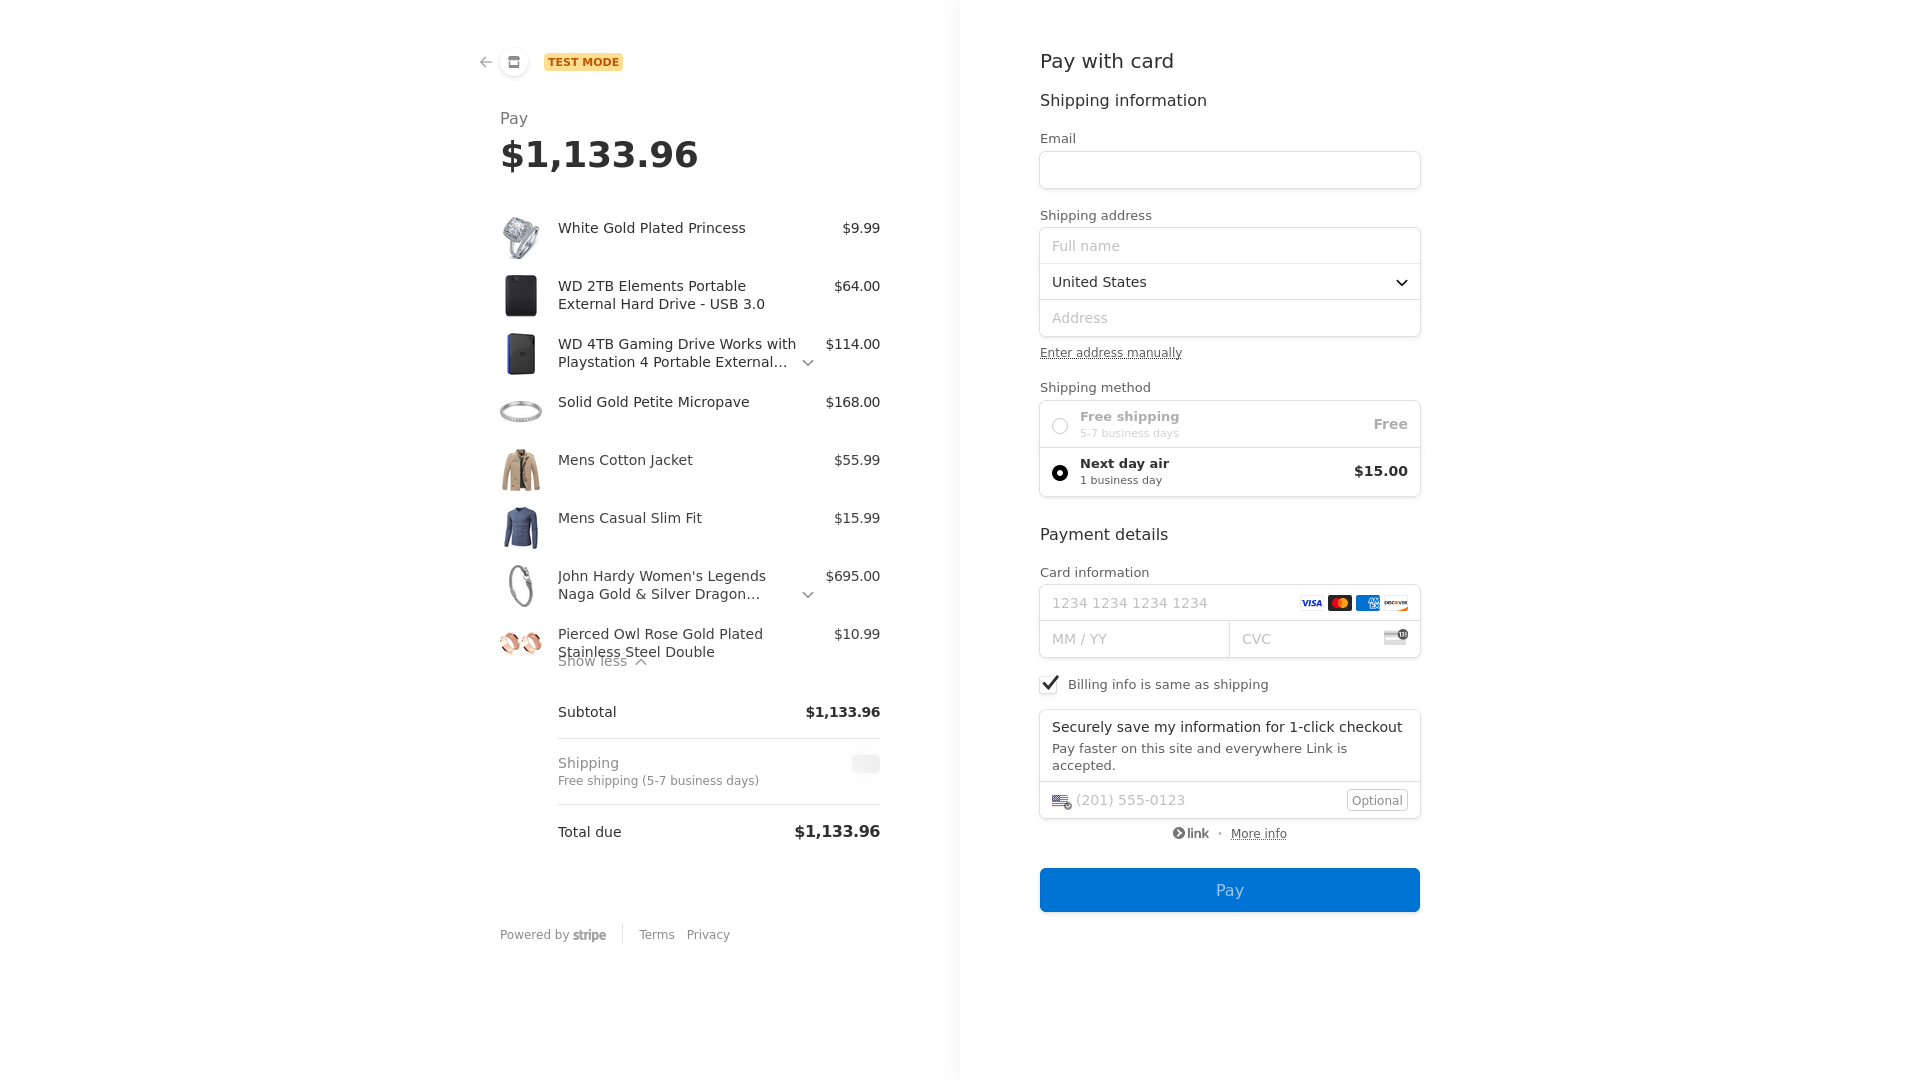 TEST MODE
Pay
$1,133.96
White Gold Plated Princess $9.99
WD 2TB Elements Portable $64.00
External Hard Drive - USB 3.0
WD 4TB Gaming Drive Works with $114.00
Playstation 4 Portable External...
Solid Gold Petite Micropave $168.00
Mens Cotton Jacket $55.99
Mens Casual Slim Fit $15.99
John Hardy Women's Legends $695.00
Naga Gold & Silver Dragon...
Pierced Owl Rose Gold Plated $10.99
Stainless Steel Double
Show less
Subtotal $1,133.96
Shipping
Free shipping (5-7 business days)
Total due $1,133.96
Powered by stripe Terms Privacy
Pay with card
Shipping information
Email
Shipping address
Full name
United States
Address
Enter address manually
Shipping method
Free shipping Free
5-7 business days
Next day air $15.00
1 business day
Payment details
Card information
1234 1234 1234 1234 VISA AMEX DISCOVER
MM / YY CVC 135
Billing info is same as shipping
Securely save my information for 1-click checkout
Pay faster on this site and everywhere Link is
accepted.
(201) 555-0123 Optional
link • More info
Pay